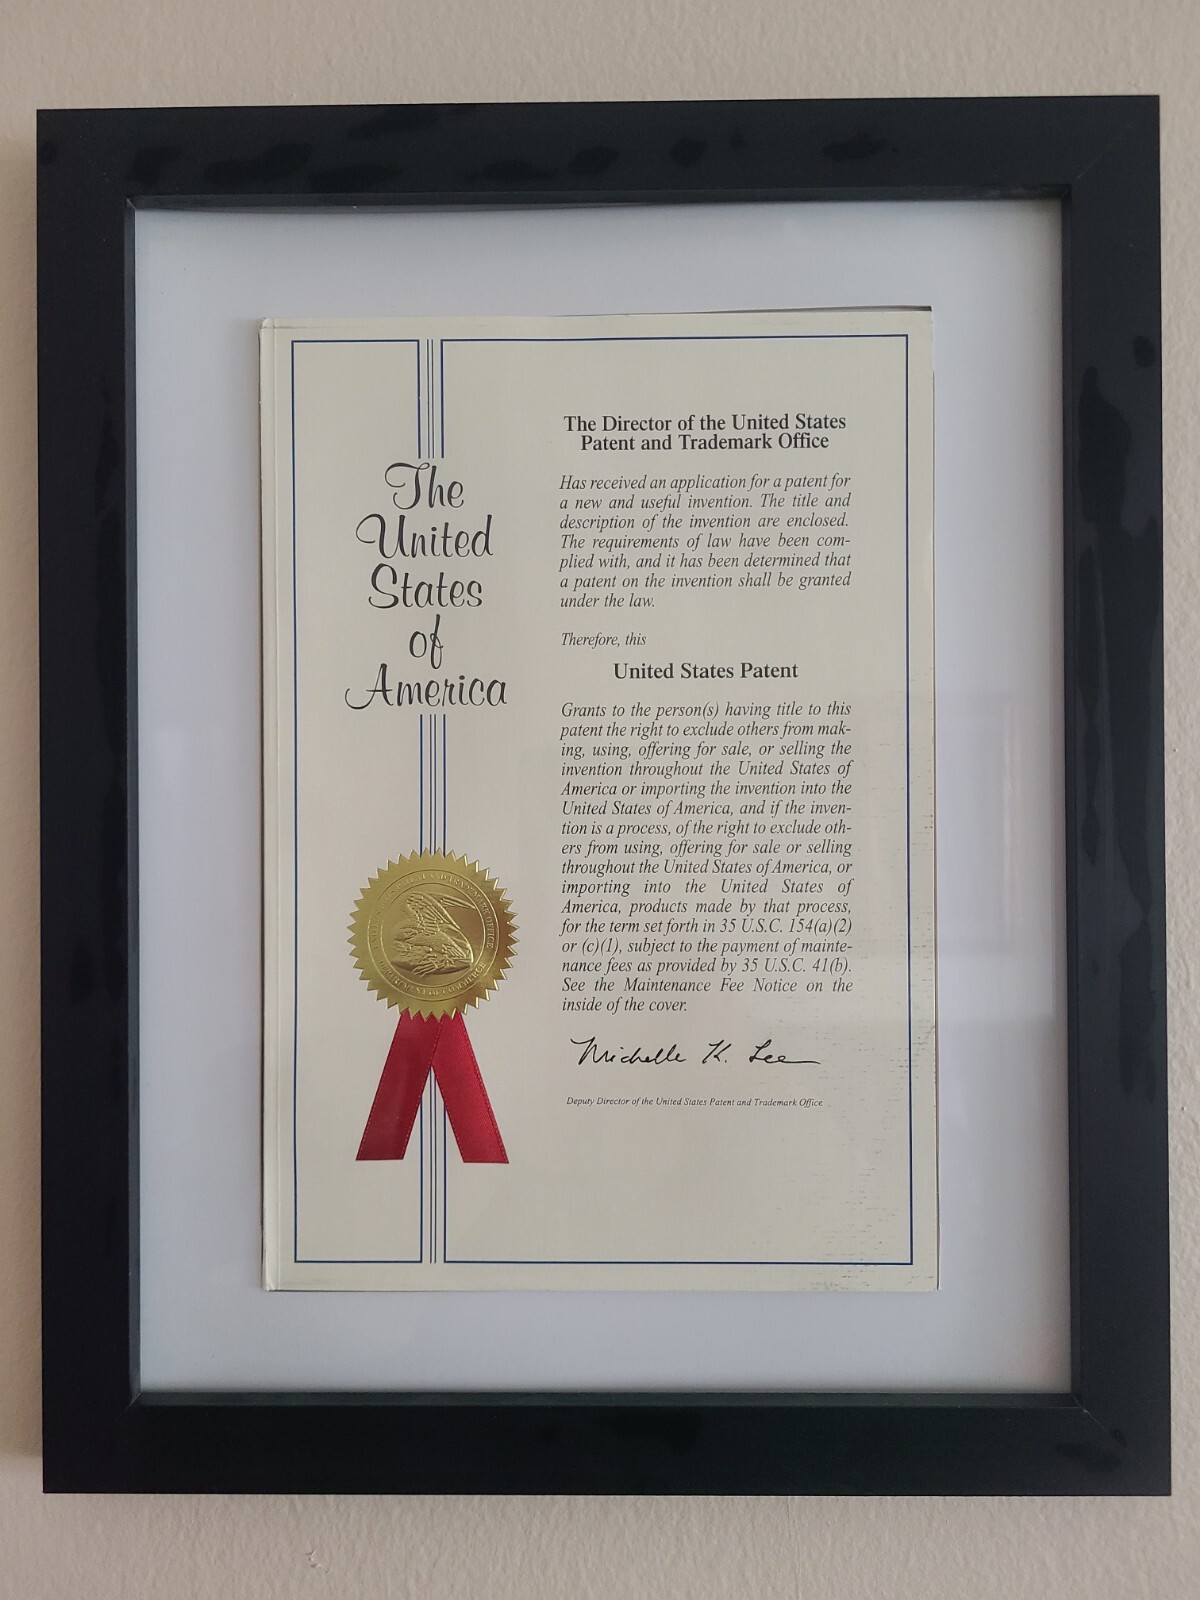 The
United
States
of
America
The Director of the United States
Patent and Trademark Office
Has received an application for a patent for
a new and useful invention. The title and
description of the invention are enclosed.
The requirements of law have been com-
plied with, and it has been determined that
a patent on the invention shall be granted
under the law.
Therefore, this
United States Patent
Grants to the person(s) having title to this
patent the right to exclude others from mak-
ing, using, offering for sale, or selling the
invention throughout the United States of
America or importing the invention into the
United States of America, and if the inven-
tion is a process, of the right to exclude oth-
ers from using, offering for sale or selling
throughout the United States of America, or
importing into the United States of
America, products made by that process,
for the term set forth in 35 U.S.C. 154(a)(2)
or (c)(1), subject to the payment of mainte-
nance fees as provided by 35 U.S.C. 41(b).
See the Maintenance Fee Notice on the
inside of the cover.
Michelle K. Lee
Deputy Director of the United States Patent and Trademark Office